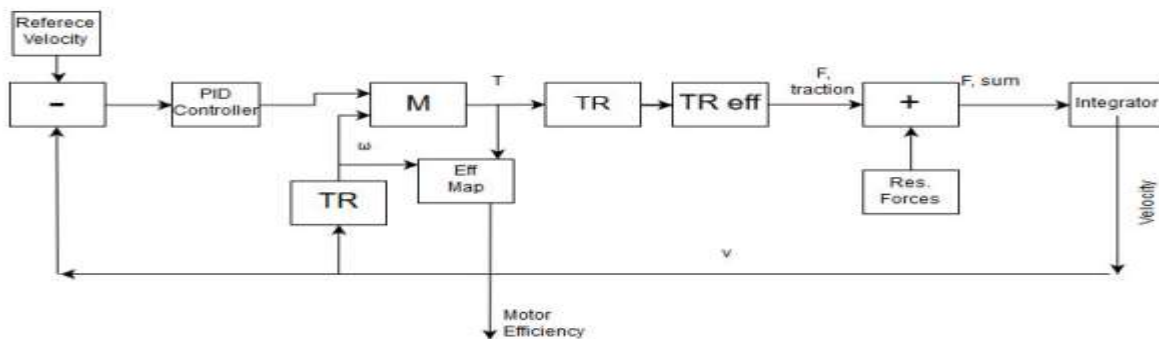 Referece
Velocity
-
PID
Controller
M
T
TR
TR eff
F,
traction
+
F, sum
Integrator
ω
Eff
Map
TR
Res.
Forces
Velocity
v
Motor
Efficiency